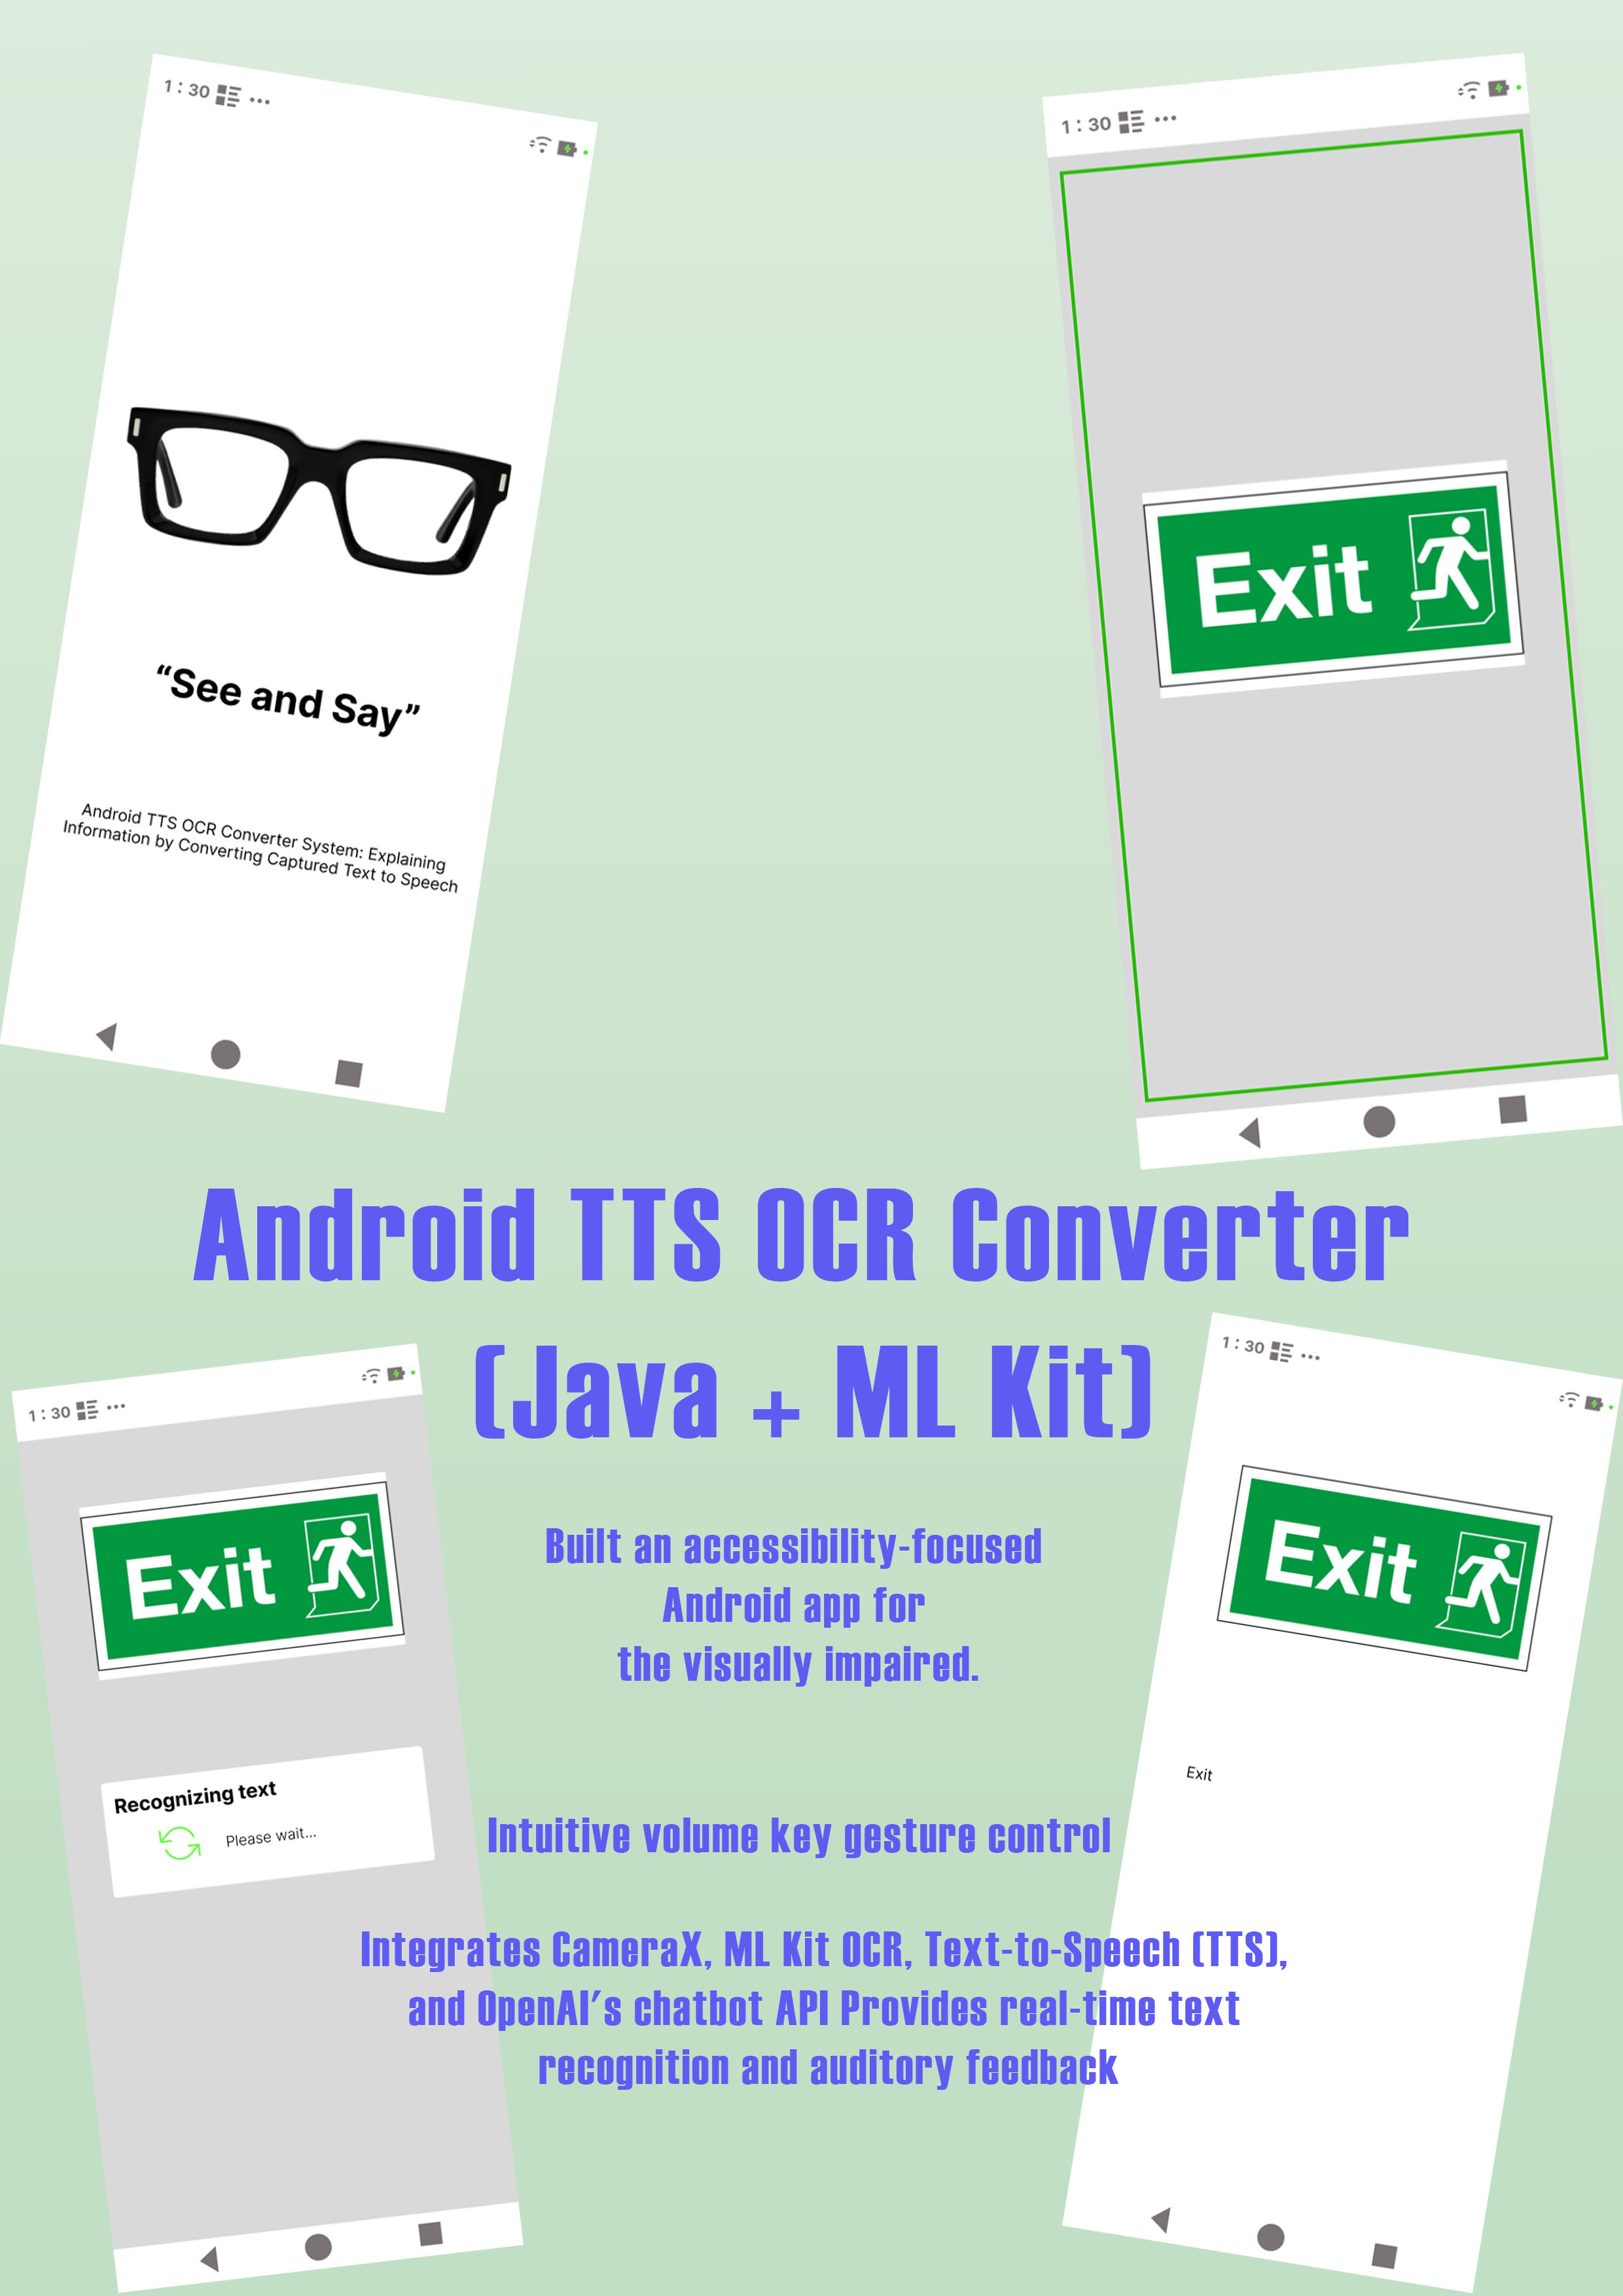 1 : 30
“See and Say”
Android TTS OCR Converter System: Explaining
Information by Converting Captured Text to Speech
1 : 30
Exit
Android TTS OCR Converter
(Java + ML Kit)
1 : 30
Exit
Recognizing text
Please wait...
Built an accessibility-focused
Android app for
the visually impaired.
Intuitive volume key gesture control
Integrates CameraX, ML Kit OCR, Text-to-Speech (TTS),
and OpenAI's chatbot API Provides real-time text
recognition and auditory feedback
1 : 30
Exit
Exit